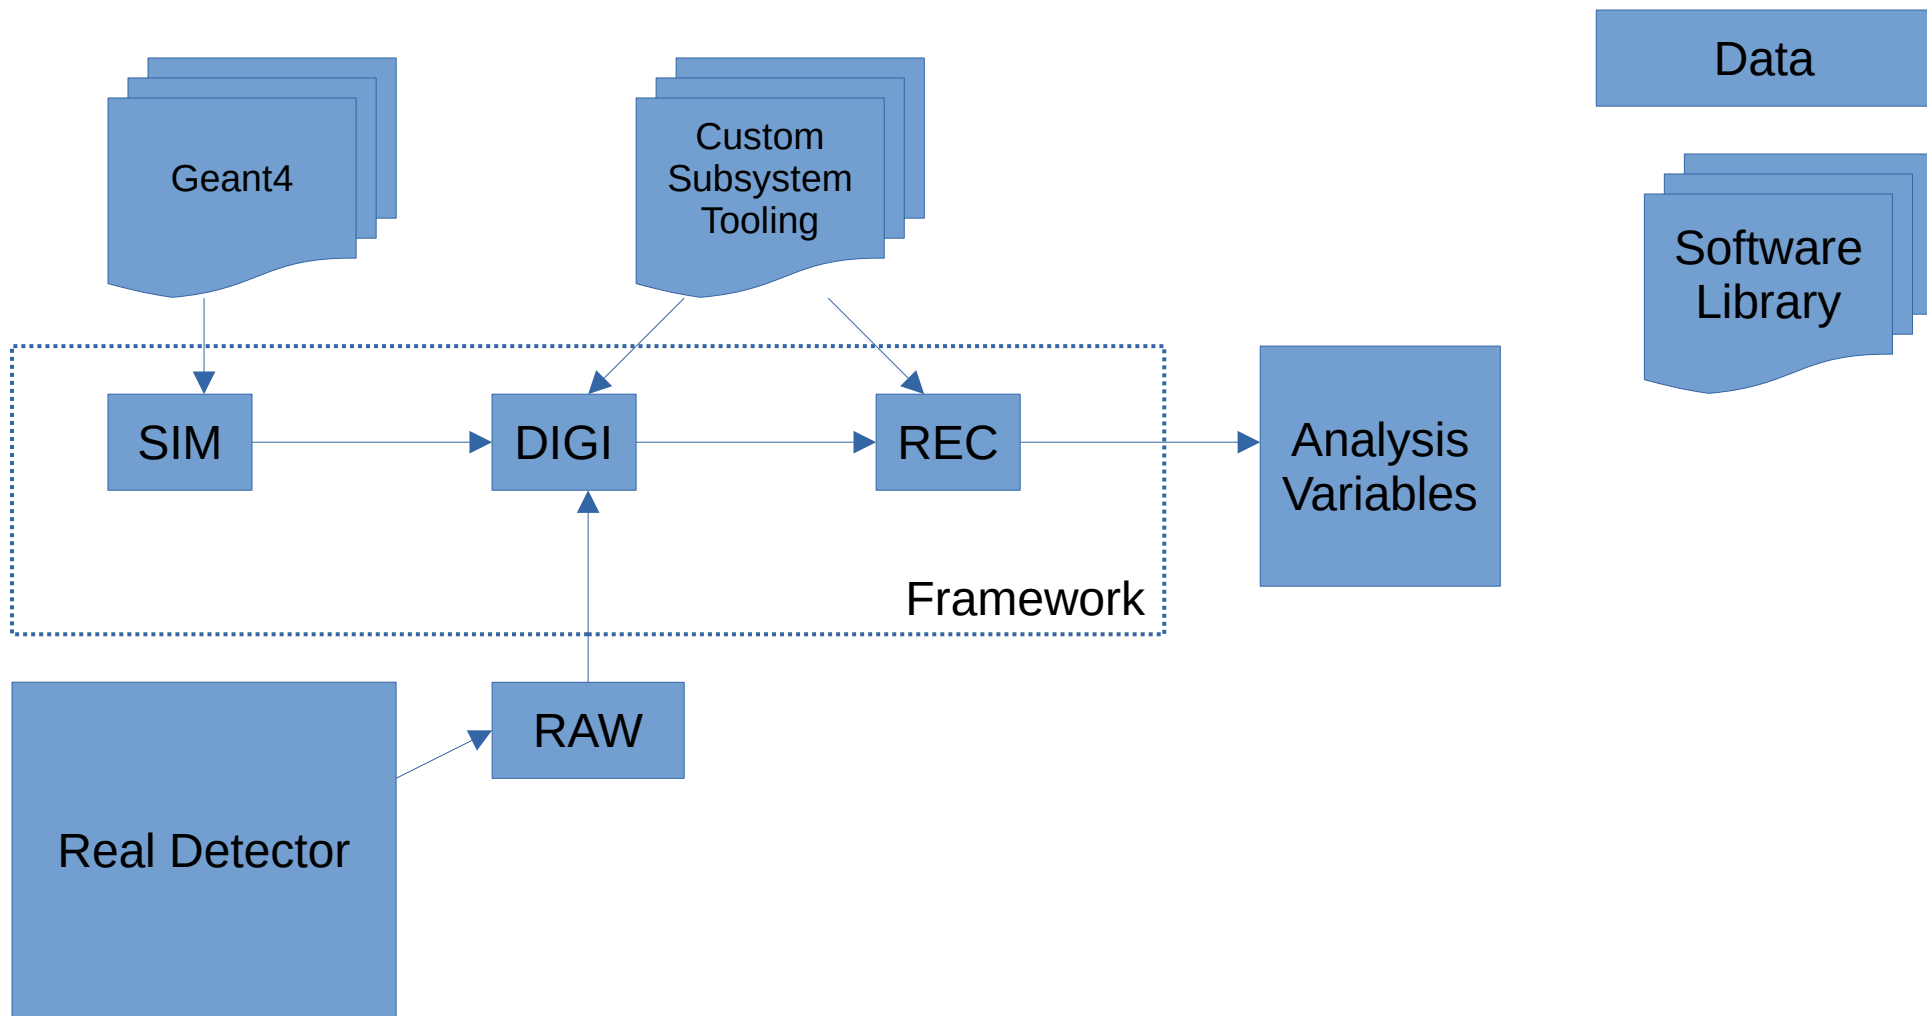 Data
Geant4
Custom
Subsystem
Tooling
Software
Library
SIM
DIGI
REC
Analysis
Variables
Framework
RAW
Real Detector